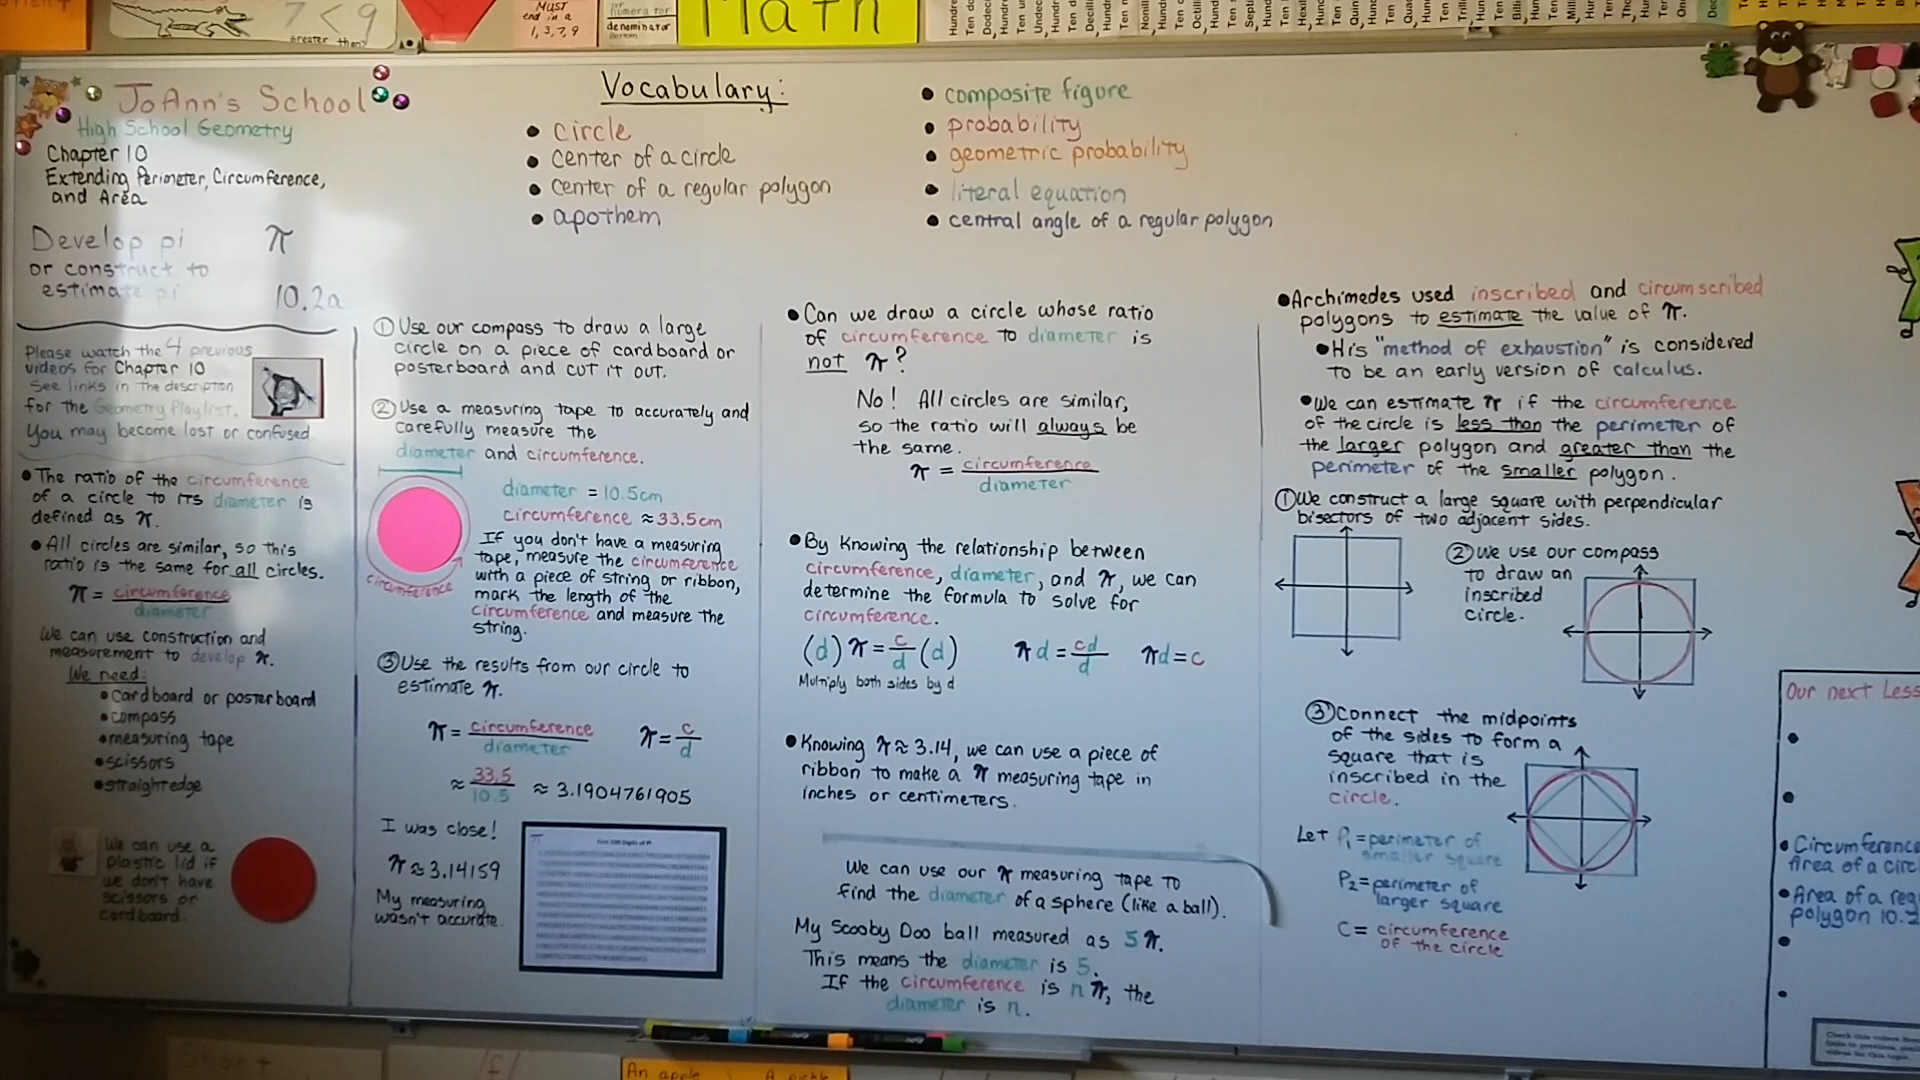 7 < 9
greater than
MUST
end in a
1, 3, 7, 9
numerator
denominator
Math
JoAnn's School
High School Geometry
Chapter 10
Extending Perimeter, Circumference,
and Area
Develop pi π
or construct to
estimate pi
10.2a
Please watch the 4 previous
videos for Chapter 10
See links in the description
for the Geometry Playlist.
You may become lost or confused.
• The ratio of the circumference
of a circle to its diameter is
defined as π.
• All circles are similar, so this
ratio is the same for all circles.
π = circumference
diameter
We can use construction and
measurement to develop π.
We need:
• cardboard or posterboard
• compass
• measuring tape
• scissors
• straightedge
We can use a
plastic lid if
we don't have
scissors or
cardboard.
Vocabulary:
• circle
• center of a circle
• center of a regular polygon
• apothem
• composite figure
• probability
• geometric probability
• literal equation
• central angle of a regular polygon
① Use our compass to draw a large
circle on a piece of cardboard or
posterboard and cut it out.
② Use a measuring tape to accurately and
carefully measure the
diameter and circumference.
diameter = 10.5cm
circumference ≈ 33.5cm
circumference
If you don't have a measuring
tape, measure the circumference
with a piece of string or ribbon,
mark the length of the
circumference and measure the
string.
③ Use the results from our circle to
estimate π.
π = circumference π = c
diameter d
≈ 33.5 ≈ 3.1904761905
10.5
I was close!
π ≈ 3.14159
My measuring
wasn't accurate.
π
• Can we draw a circle whose ratio
of circumference to diameter is
not π?
No! All circles are similar,
so the ratio will always be
the same.
π = circumference
diameter
• By knowing the relationship between
circumference, diameter, and π, we can
determine the formula to solve for
circumference.
(d) π = c/d (d) πd = cd/d πd = c
Multiply both sides by d
• Knowing π ≈ 3.14, we can use a piece of
ribbon to make a π measuring tape in
inches or centimeters.
We can use our π measuring tape to
find the diameter of a sphere (like a ball).
My Scooby Doo ball measured as 5π.
This means the diameter is 5.
If the circumference is nπ, the
diameter is n.
• Archimedes used inscribed and circumscribed
polygons to estimate the value of π.
• His "method of exhaustion" is considered
to be an early version of calculus.
• We can estimate π if the circumference
of the circle is less than the perimeter of
the larger polygon and greater than the
perimeter of the smaller polygon.
① We construct a large square with perpendicular
bisectors of two adjacent sides.
② We use our compass
to draw an
inscribed
circle.
③ Connect the midpoints
of the sides to form a
square that is
inscribed in the
circle.
Let P₁ = perimeter of
smaller square
P₂ = perimeter of
larger square
C = circumference
of the circle
Our next Less
• Circumference
Area of a circ
• Area of a reg
polygon 10.2
Short
An apple
A pickle